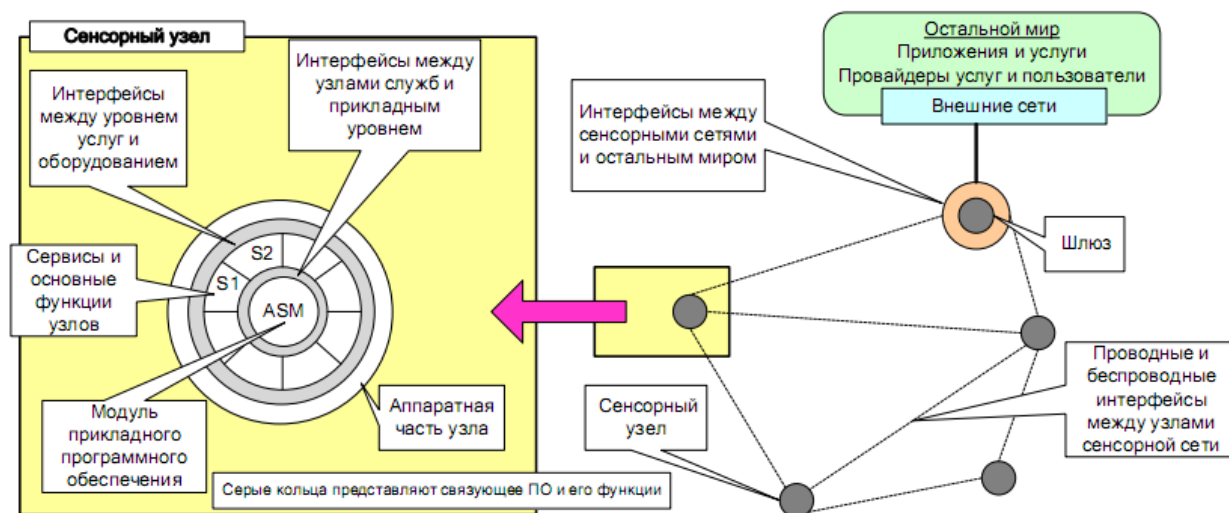 Сенсорный узел
Интерфейсы
между уровнем
услуг и
оборудованием
Интерфейсы между
узлами служб и
прикладным
уровнем
Сервисы и
основные
функции
узлов
S2
S1
ASM
Модуль
прикладного
программного
обеспечения
Аппаратная
часть узла
Серые кольца представляют связующее ПО и его функции
Остальной мир
Приложения и услуги
Провайдеры услуг и пользователи
Внешние сети
Интерфейсы между
сенсорными сетями
и остальным миром
Шлюз
Сенсорный
узел
Проводные и
беспроводные
интерфейсы
между узлами
сенсорной сети